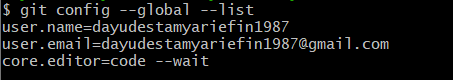 $ git config --global --list
user.name=dayudestamyariefin1987
user.email=dayudestamyariefin1987@gmail.com
core.editor=code --wait